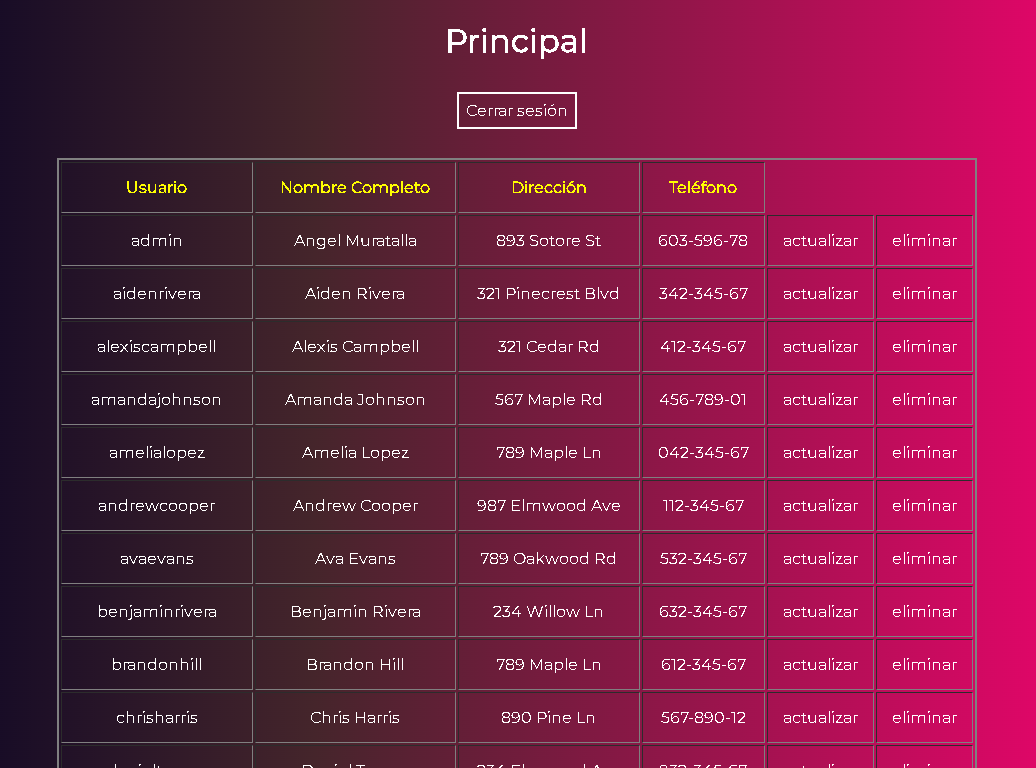 Principal
Cerrar sesión
Usuario Nombre Completo Dirección Teléfono
admin Angel Muratalla 893 Sotore St 603-596-78 actualizar eliminar
aidenrivera Aiden Rivera 321 Pinecrest Blvd 342-345-67 actualizar eliminar
alexiscampbell Alexis Campbell 321 Cedar Rd 412-345-67 actualizar eliminar
amandajohnson Amanda Johnson 567 Maple Rd 456-789-01 actualizar eliminar
amelialopez Amelia Lopez 789 Maple Ln 042-345-67 actualizar eliminar
andrewcooper Andrew Cooper 987 Elmwood Ave 112-345-67 actualizar eliminar
avaevans Ava Evans 789 Oakwood Rd 532-345-67 actualizar eliminar
benjaminrivera Benjamin Rivera 234 Willow Ln 632-345-67 actualizar eliminar
brandonhill Brandon Hill 789 Maple Ln 612-345-67 actualizar eliminar
chrisharris Chris Harris 890 Pine Ln 567-890-12 actualizar eliminar